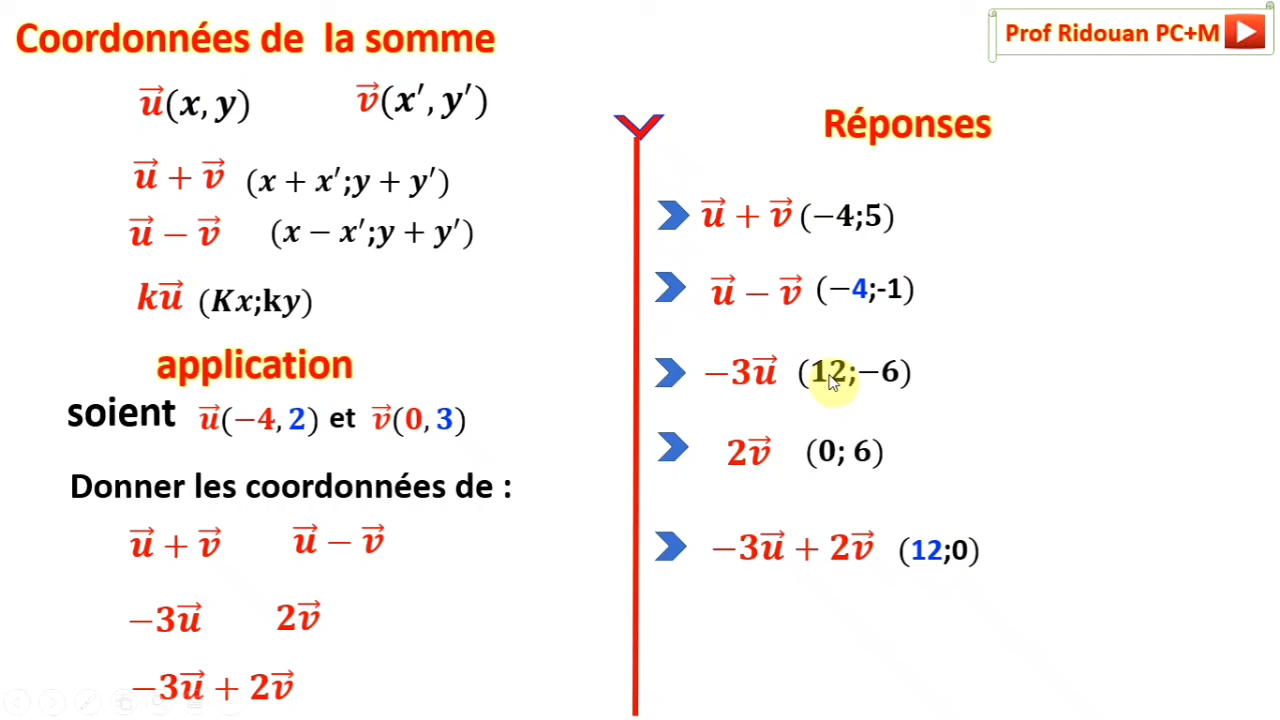 Coordonnées de la somme
Prof Ridouan PC+M
u⃗(x, y) v⃗(x′, y′)
u⃗ + v⃗ (x + x′;y + y′)
u⃗ − v⃗ (x − x′;y + y′)
ku⃗ (Kx;ky)
application
soient u⃗(−4, 2) et v⃗(0, 3)
Donner les coordonnées de :
u⃗ + v⃗ u⃗ − v⃗
−3u⃗ 2v⃗
−3u⃗ + 2v⃗
Réponses
u⃗ + v⃗ (−4;5)
u⃗ − v⃗ (−4;-1)
−3u⃗ (12;−6)
2v⃗ (0; 6)
−3u⃗ + 2v⃗ (12;0)